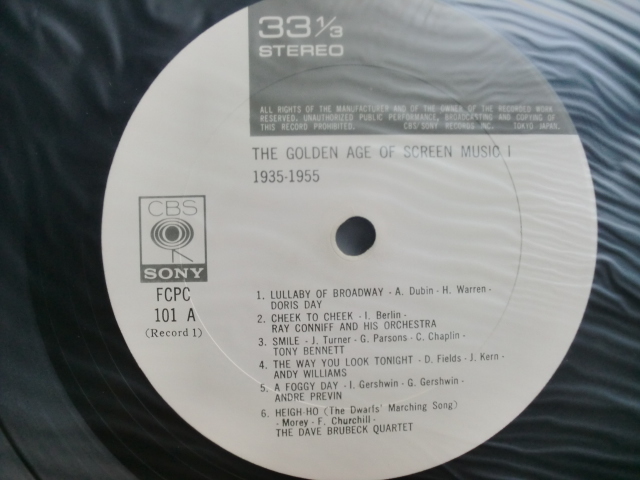 33 1/3
STEREO
ALL RIGHTS OF THE MANUFACTURER AND OF THE OWNER OF THE RECORDED WORK
RESERVED. UNAUTHORIZED PUBLIC PERFORMANCE, BROADCASTING AND COPYING OF
THIS RECORD PROHIBITED. CBS/SONY RECORDS INC. TOKYO, JAPAN.
THE GOLDEN AGE OF SCREEN MUSIC I
1935-1955
CBS
SONY
FCPC
101 A
(Record 1)
1. LULLABY OF BROADWAY - A. Dubin - H. Warren -
DORIS DAY
2. CHEEK TO CHEEK - I. Berlin -
RAY CONNIFF AND HIS ORCHESTRA
3. SMILE - J. Turner - G. Parsons - C. Chaplin -
TONY BENNETT
4. THE WAY YOU LOOK TONIGHT - D. Fields - J. Kern -
ANDY WILLIAMS
5. A FOGGY DAY - I. Gershwin - G. Gershwin -
ANDRE PREVIN
6. HEIGH-HO (The Dwarfs' Marching Song)
- Morey - F. Churchill -
THE DAVE BRUBECK QUARTET